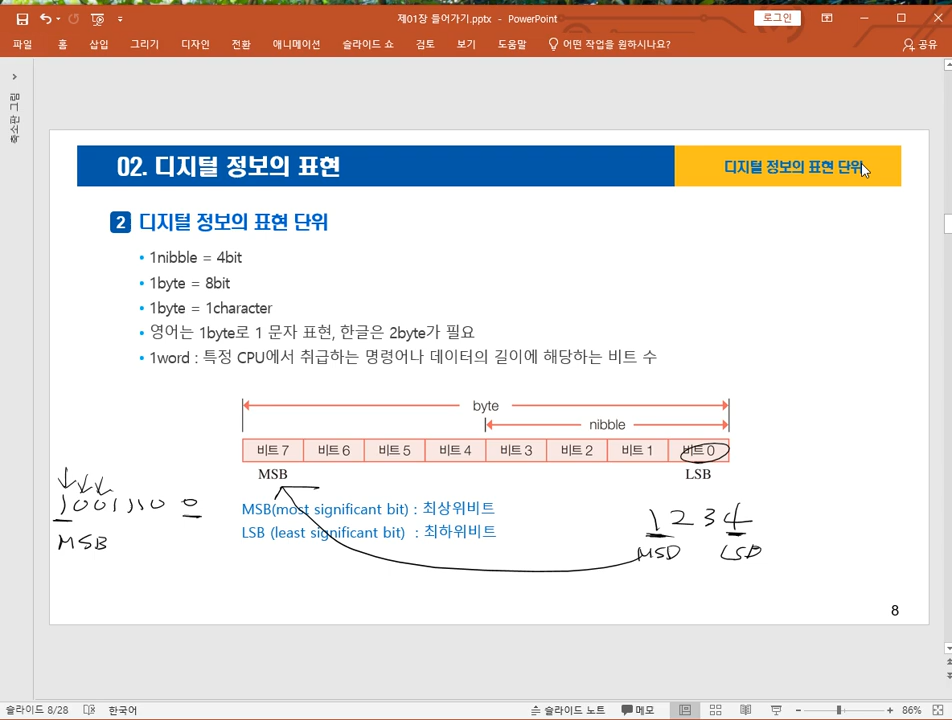 제01장 들어가기.pptx - PowerPoint
로그인
파일 홈 삽입 그리기 디자인 전환 애니메이션 슬라이드 쇼 검토 보기 도움말 어떤 작업을 원하시나요? 공유
축소판 그림
02. 디지털 정보의 표현
디지털 정보의 표현 단위
2 디지털 정보의 표현 단위
• 1nibble = 4bit
• 1byte = 8bit
• 1byte = 1character
• 영어는 1byte로 1 문자 표현, 한글은 2byte가 필요
• 1word : 특정 CPU에서 취급하는 명령어나 데이터의 길이에 해당하는 비트 수
byte
nibble
비트 7 비트 6 비트 5 비트 4 비트 3 비트 2 비트 1 비트 0
MSB LSB
MSB(most significant bit) : 최상위비트
LSB (least significant bit) : 최하위비트
1001110 0
MSB
1234
MSD LSD
8
슬라이드 8/28 한국어 슬라이드 노트 메모 86%